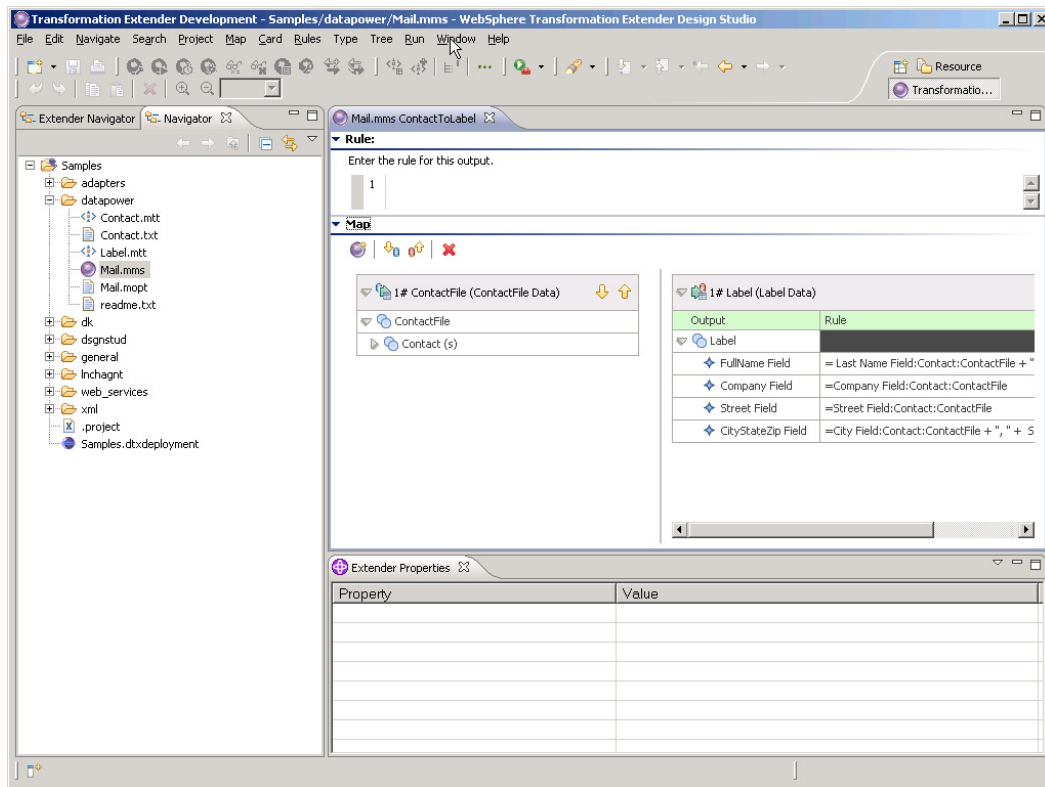 Transformation Extender Development - Samples/datapower/Mail.mms - WebSphere Transformation Extender Design Studio
File Edit Navigate Search Project Map Card Rules Type Tree Run Window Help
Resource
Transformatio...
Extender Navigator
Navigator
Mail.mms ContactToLabel
Rule:
Enter the rule for this output.
1
Map
Samples
adapters
datapower
Contact.mtt
Contact.txt
Label.mtt
Mail.mms
Mail.mopt
readme.txt
dk
dsgnstud
general
lnchagnt
web_services
xml
.project
Samples.dtxdeployment
1# ContactFile (ContactFile Data)
ContactFile
Contact (s)
1# Label (Label Data)
Output Rule
Label
FullName Field = Last Name Field:Contact:ContactFile + "
Company Field =Company Field:Contact:ContactFile
Street Field =Street Field:Contact:ContactFile
CityStateZip Field =City Field:Contact:ContactFile + ", " + S
Extender Properties
Property Value